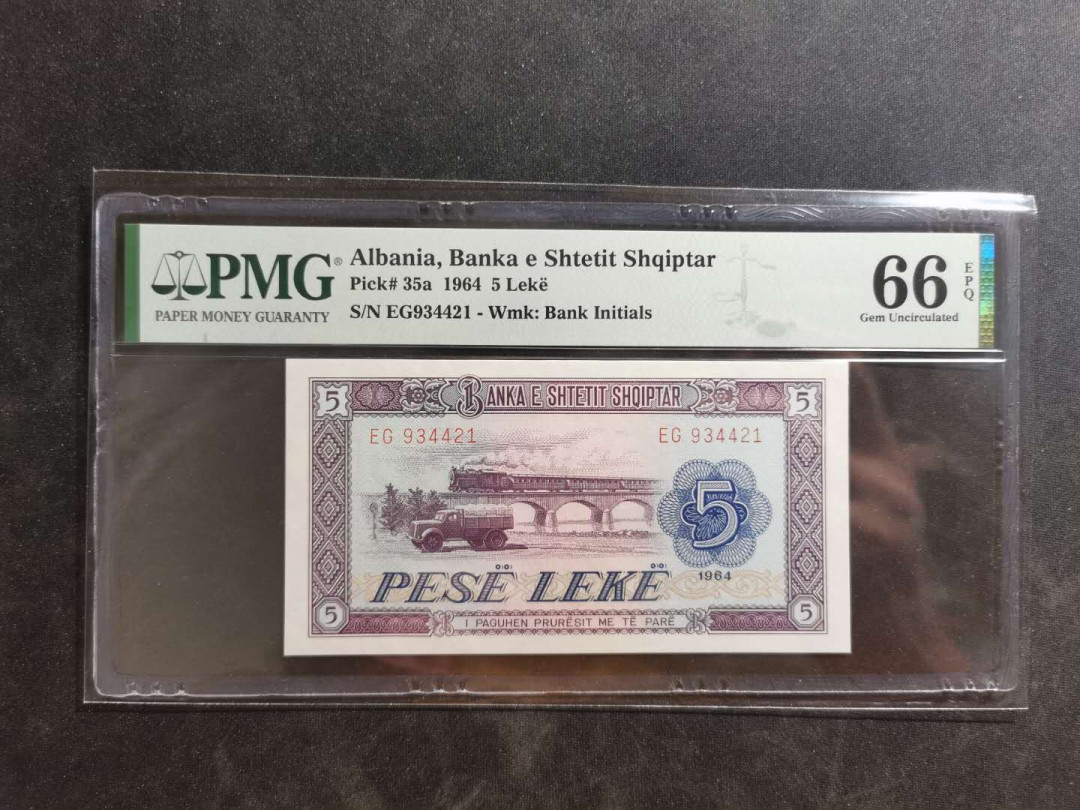 PMG®
PAPER MONEY GUARANTY
Albania, Banka e Shtetit Shqiptar
Pick# 35a 1964 5 Lekë
S/N EG934421 - Wmk: Bank Initials
66
EPQ
Gem Uncirculated
5 BANKA E SHTETIT SHQIPTAR 5
EG 934421 EG 934421
5
1964
PESË LEKË
5 I PAGUHEN PRURËSIT ME TË PARË 5